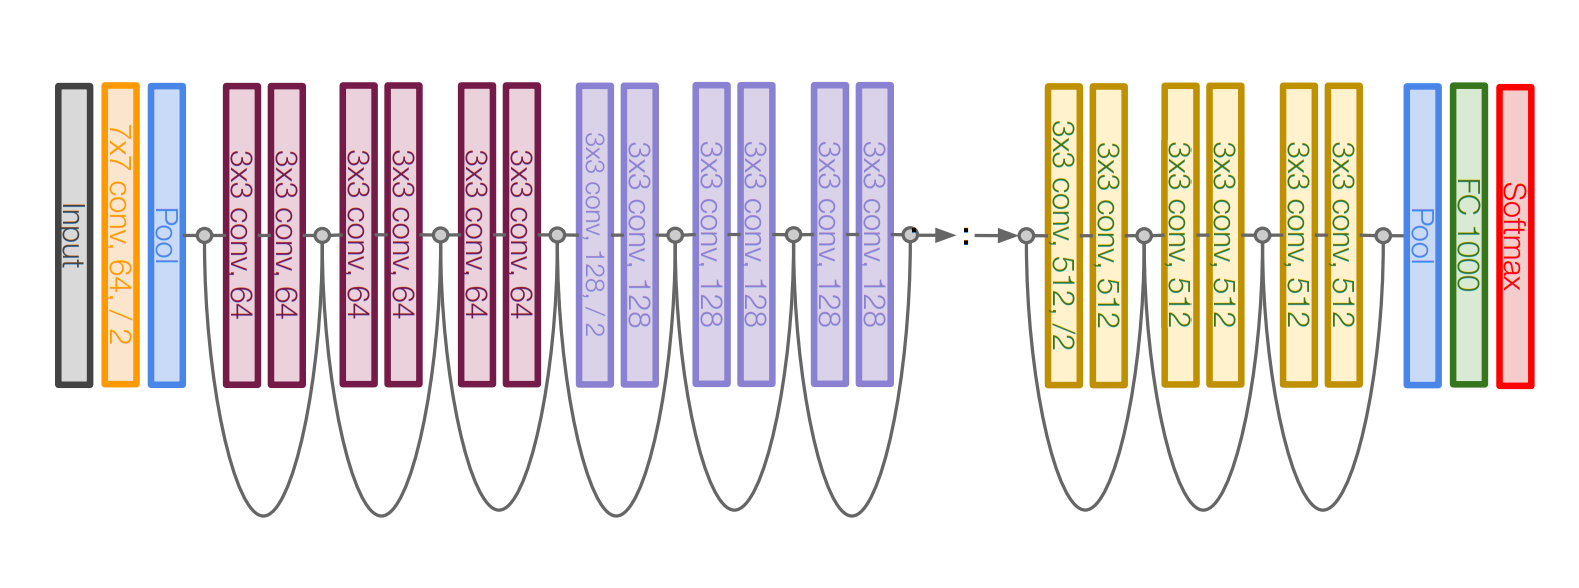 Input
7x7 conv, 64, / 2
Pool
3x3 conv, 64
3x3 conv, 64
3x3 conv, 64
3x3 conv, 64
3x3 conv, 64
3x3 conv, 64
3x3 conv, 128, / 2
3x3 conv, 128
3x3 conv, 128
3x3 conv, 128
3x3 conv, 128
3x3 conv, 128
:
3x3 conv, 512, /2
3x3 conv, 512
3x3 conv, 512
3x3 conv, 512
3x3 conv, 512
3x3 conv, 512
Pool
FC 1000
Softmax